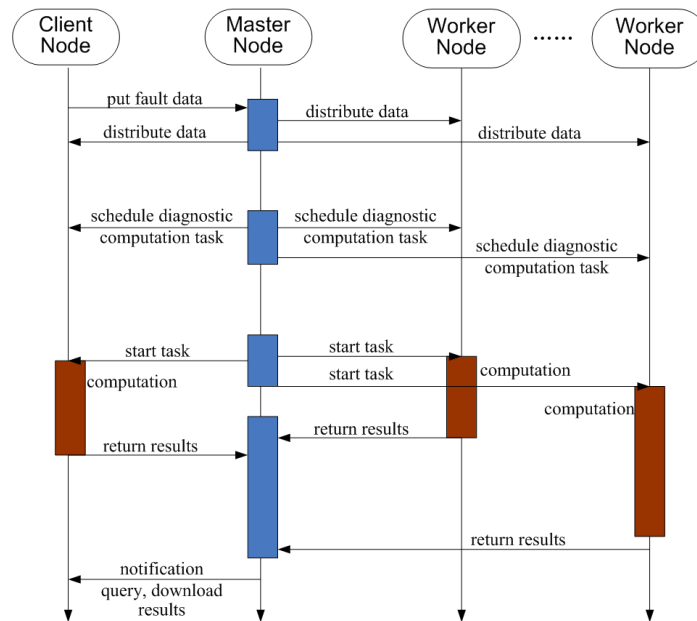 Client
Node
Master
Node
Worker
Node
......
Worker
Node
put fault data
distribute data
distribute data
distribute data
schedule diagnostic
computation task
schedule diagnostic
computation task
schedule diagnostic
computation task
start task
start task
computation
start task
computation
computation
return results
return results
return results
notification
query, download
results